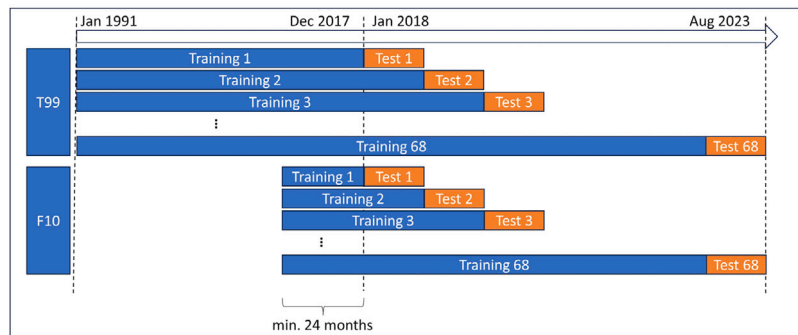 Jan 1991 Dec 2017 Jan 2018 Aug 2023
T99
Training 1 Test 1
Training 2 Test 2
Training 3 Test 3
...
Training 68 Test 68
F10
Training 1 Test 1
Training 2 Test 2
Training 3 Test 3
...
Training 68 Test 68
min. 24 months